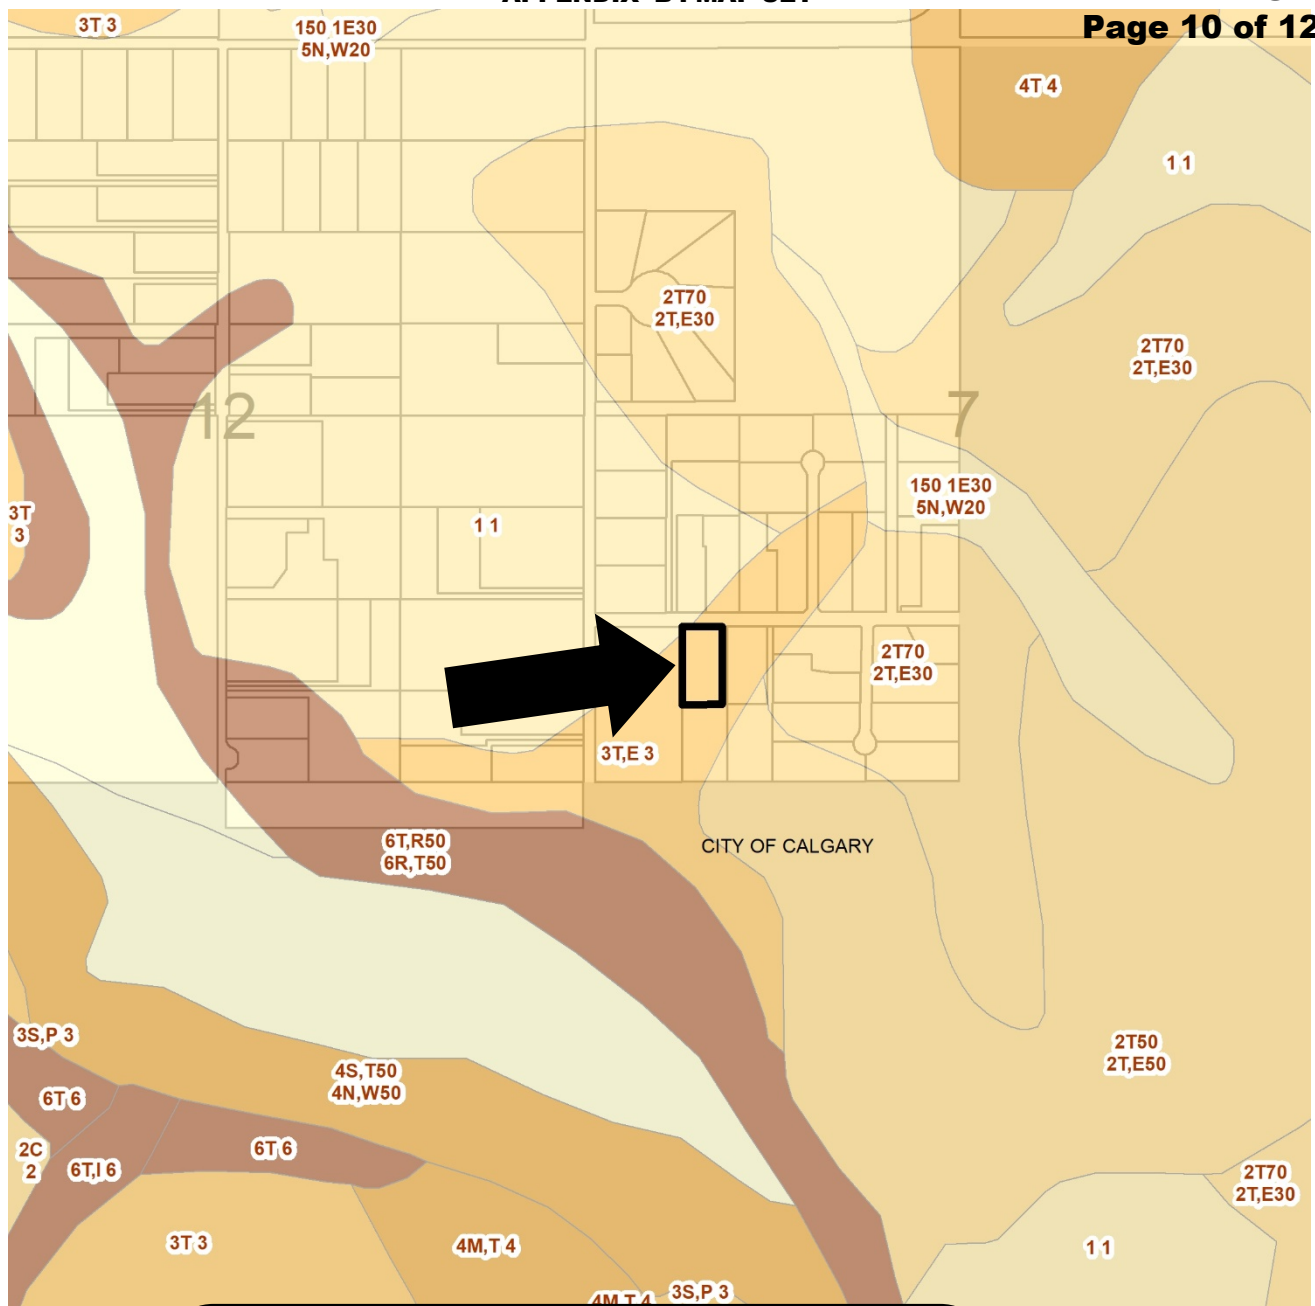 Page 10 of 12
3T 3
150 1E30
5N,W20
4T 4
1 1
2T70
2T,E30
2T70
2T,E30
12
7
150 1E30
5N,W20
3T
3
1 1
2T70
2T,E30
3T,E 3
6T,R50
6R,T50
CITY OF CALGARY
3S,P 3
4S,T50
4N,W50
2T50
2T,E50
6T 6
2C
2
6T,I 6
6T 6
2T70
2T,E30
3T 3
4M,T 4
1 1
3S,P 3
4M,T 4